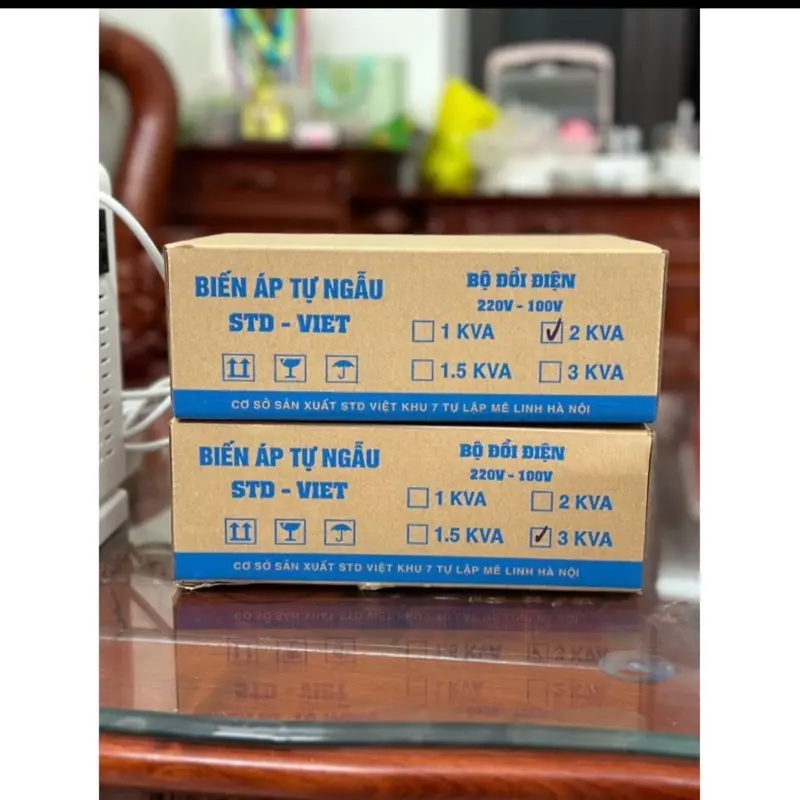 BIẾN ÁP TỰ NGẪU
STD - VIET
BỘ ĐỔI ĐIỆN
220V - 100V
1 KVA
2 KVA
1.5 KVA
3 KVA
CƠ SỞ SẢN XUẤT STD VIỆT KHU 7 TỰ LẬP MÊ LINH HÀ NỘI
BIẾN ÁP TỰ NGẪU
STD - VIET
BỘ ĐỔI ĐIỆN
220V - 100V
1 KVA
2 KVA
1.5 KVA
3 KVA
CƠ SỞ SẢN XUẤT STD VIỆT KHU 7 TỰ LẬP MÊ LINH HÀ NỘI